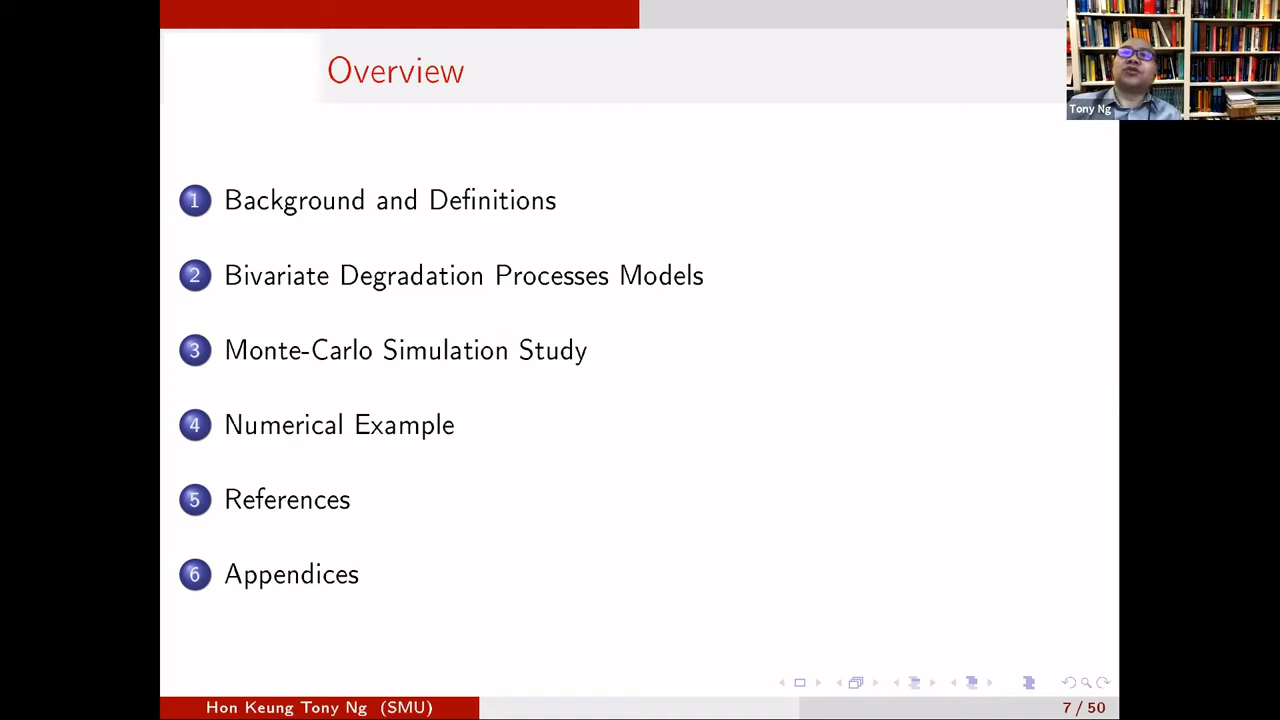 Overview
Tony Ng
1 Background and Definitions
2 Bivariate Degradation Processes Models
3 Monte-Carlo Simulation Study
4 Numerical Example
5 References
6 Appendices
Hon Keung Tony Ng (SMU)
7 / 50